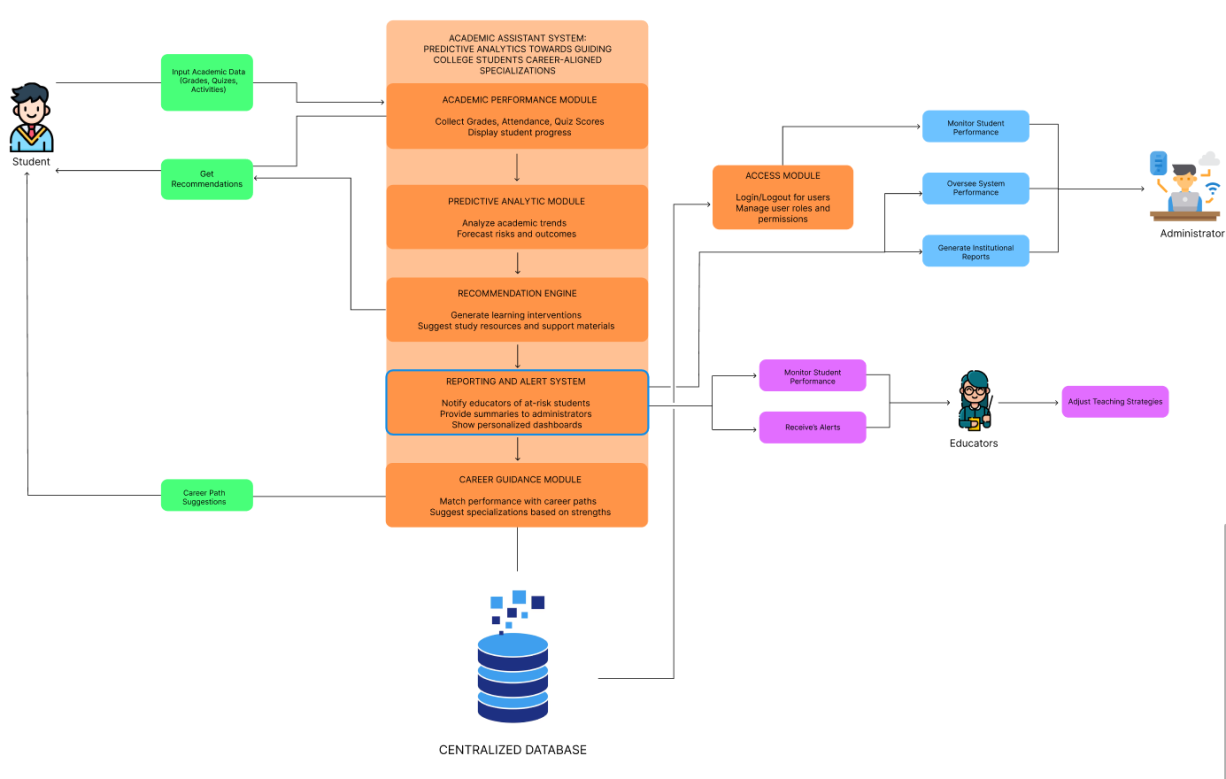 ACADEMIC ASSISTANT SYSTEM:
PREDICTIVE ANALYTICS TOWARDS GUIDING
COLLEGE STUDENTS CAREER-ALIGNED
SPECIALIZATIONS
Input Academic Data
(Grades, Quizes,
Activities)
Student
Get
Recommendations
Career Path
Suggestions
ACADEMIC PERFORMANCE MODULE
Collect Grades, Attendance, Quiz Scores
Display student progress
PREDICTIVE ANALYTIC MODULE
Analyze academic trends
Forecast risks and outcomes
RECOMMENDATION ENGINE
Generate learning interventions
Suggest study resources and support materials
REPORTING AND ALERT SYSTEM
Notify educators of at-risk students
Provide summaries to administrators
Show personalized dashboards
CAREER GUIDANCE MODULE
Match performance with career paths
Suggest specializations based on strengths
CENTRALIZED DATABASE
ACCESS MODULE
Login/Logout for users
Manage user roles and
permissions
Monitor Student
Performance
Oversee System
Performance
Generate Institutional
Reports
Administrator
Monitor Student
Performance
Receive's Alerts
Educators
Adjust Teaching Strategies